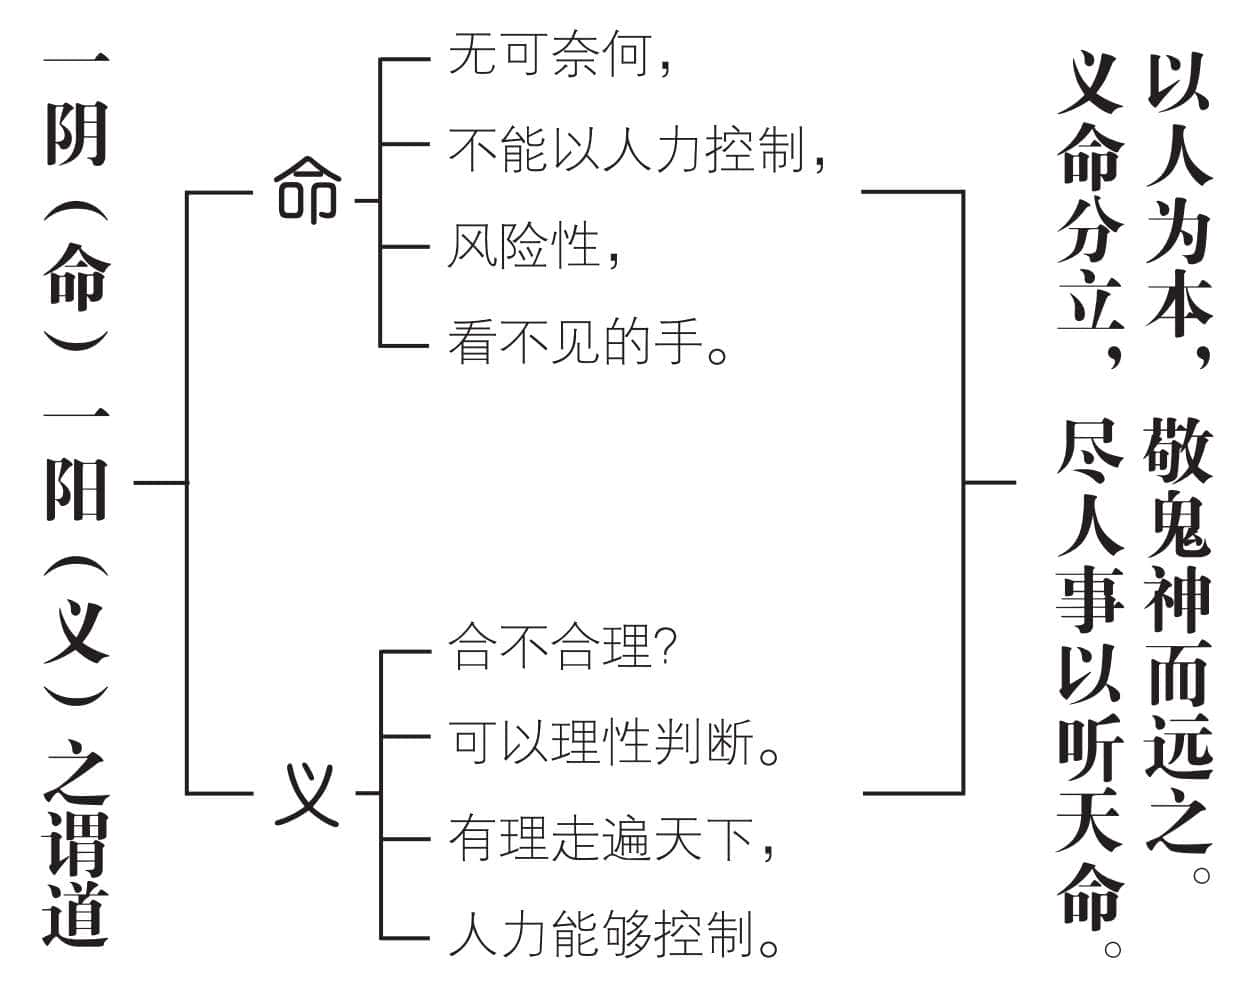 一阴（命）一阳（义）之谓道
命
无可奈何，
不能以人力控制，
风险性，
看不见的手。
义
合不合理？
可以理性判断。
有理走遍天下，
人力能够控制。
以人为本，敬鬼神而远之。
义命分立，尽人事以听天命。